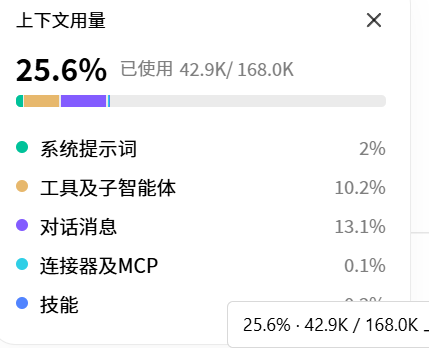 上下文用量
25.6% 已使用 42.9K/ 168.0K
系统提示词 2%
工具及子智能体 10.2%
对话消息 13.1%
连接器及MCP 0.1%
技能
25.6% · 42.9K / 168.0K